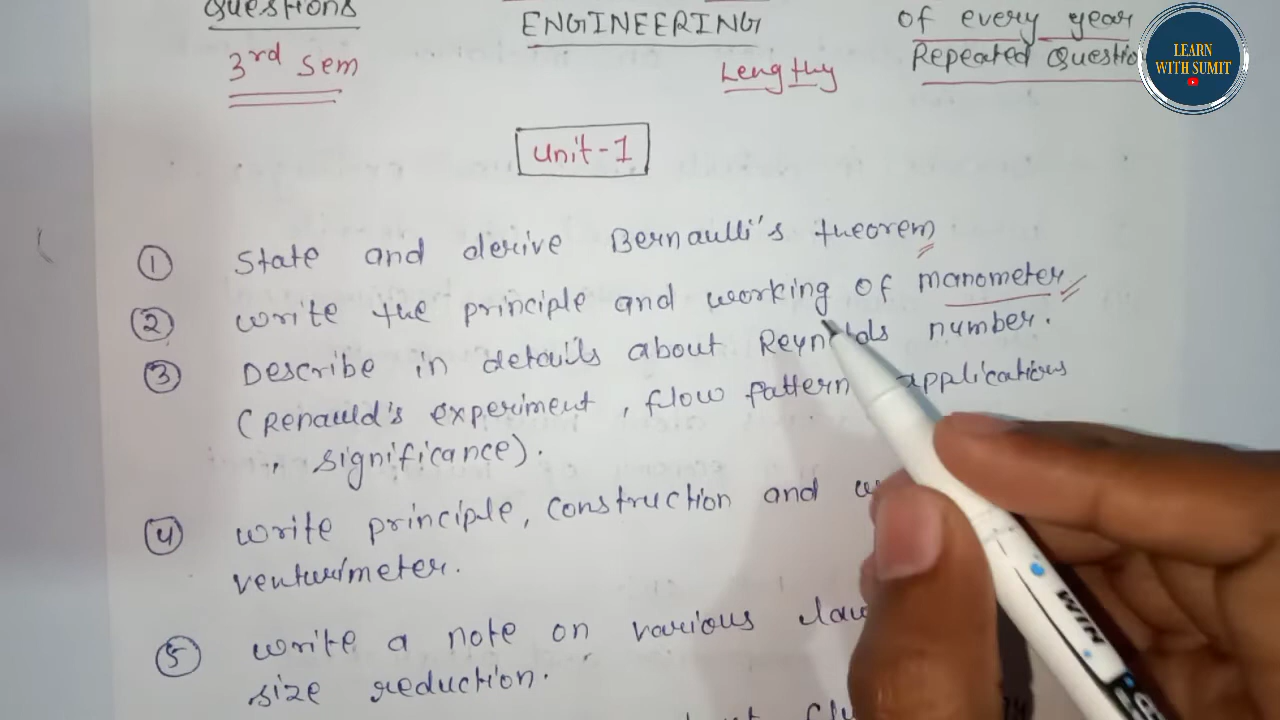 Questions
ENGINEERING
of every year
3rd Sem
Lengthy
Repeated Question
LEARN
WITH SUMIT
Unit-1
① State and derive Bernaulli's theorem
② write the principle and working of manometer
③ Describe in details about Reynolds number.
(Renauld's experiment, flow pattern applications
, significance).
④ write principle, construction and
venturimeter.
⑤ write a note on various
size reduction.
WIN